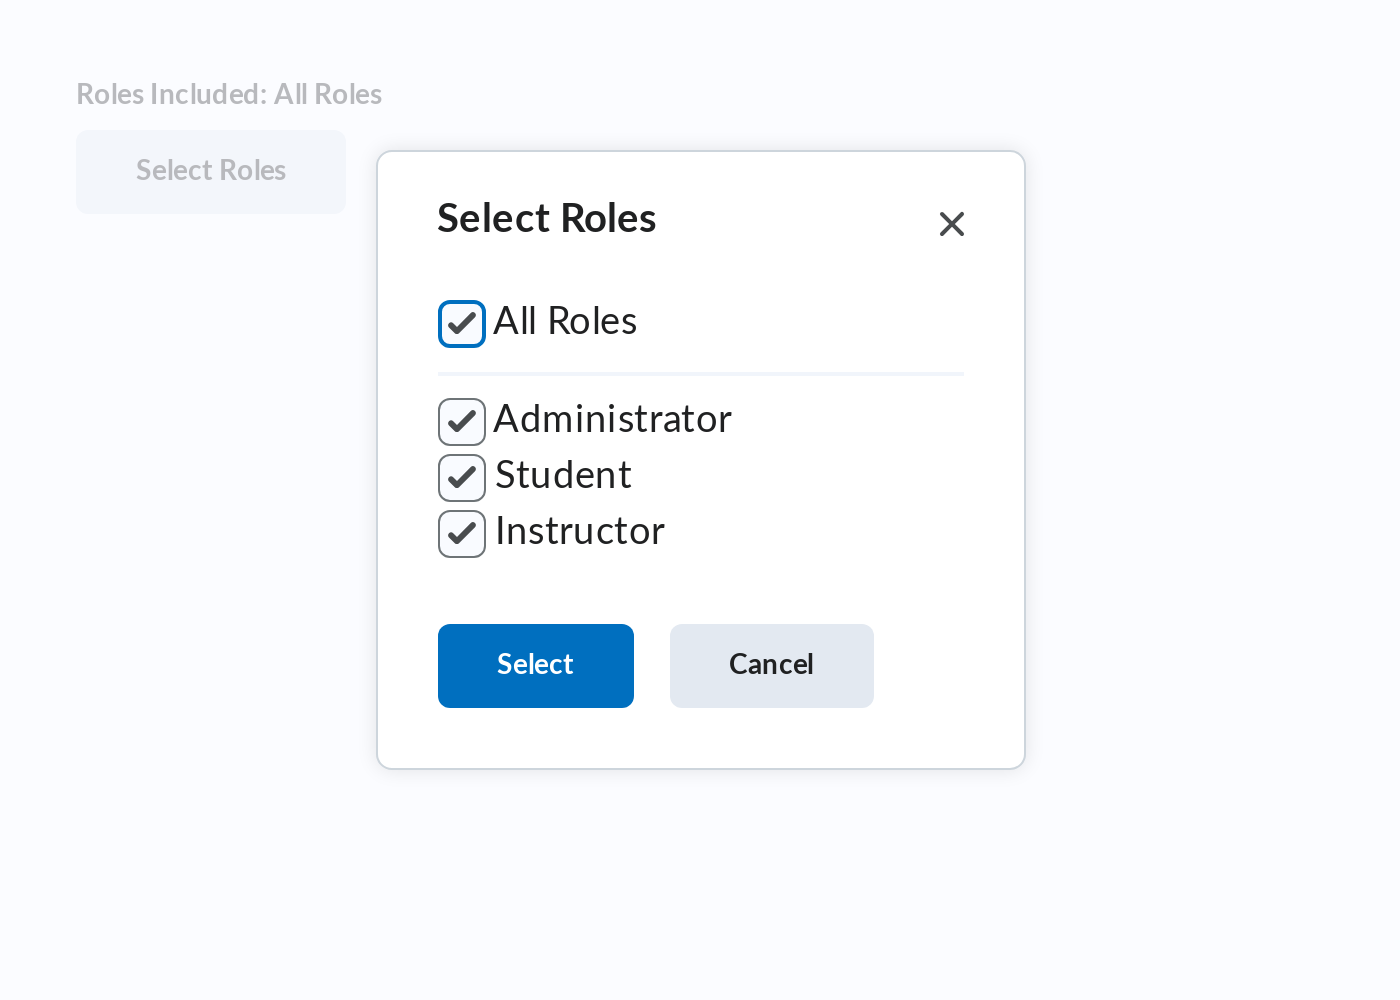 Roles Included: All Roles
Select Roles
Select Roles
All Roles
Administrator
Student
Instructor
Select
Cancel